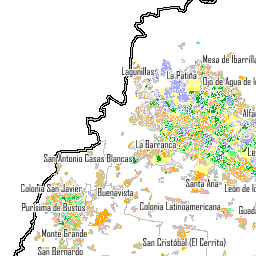 Mesa de Ibarrilla
Lagunillas
La Patiña
Ojo de Agua de los
Alfa
La Barranca
San Antonio Casas Blancas
Santa Ana
León de l
Colonia San Javier
Buenavista
Purísima de Bustos
Colonia Latinoamericana
Guada
Monte Grande
San Cristóbal (El Cerrito)
San Bernardo